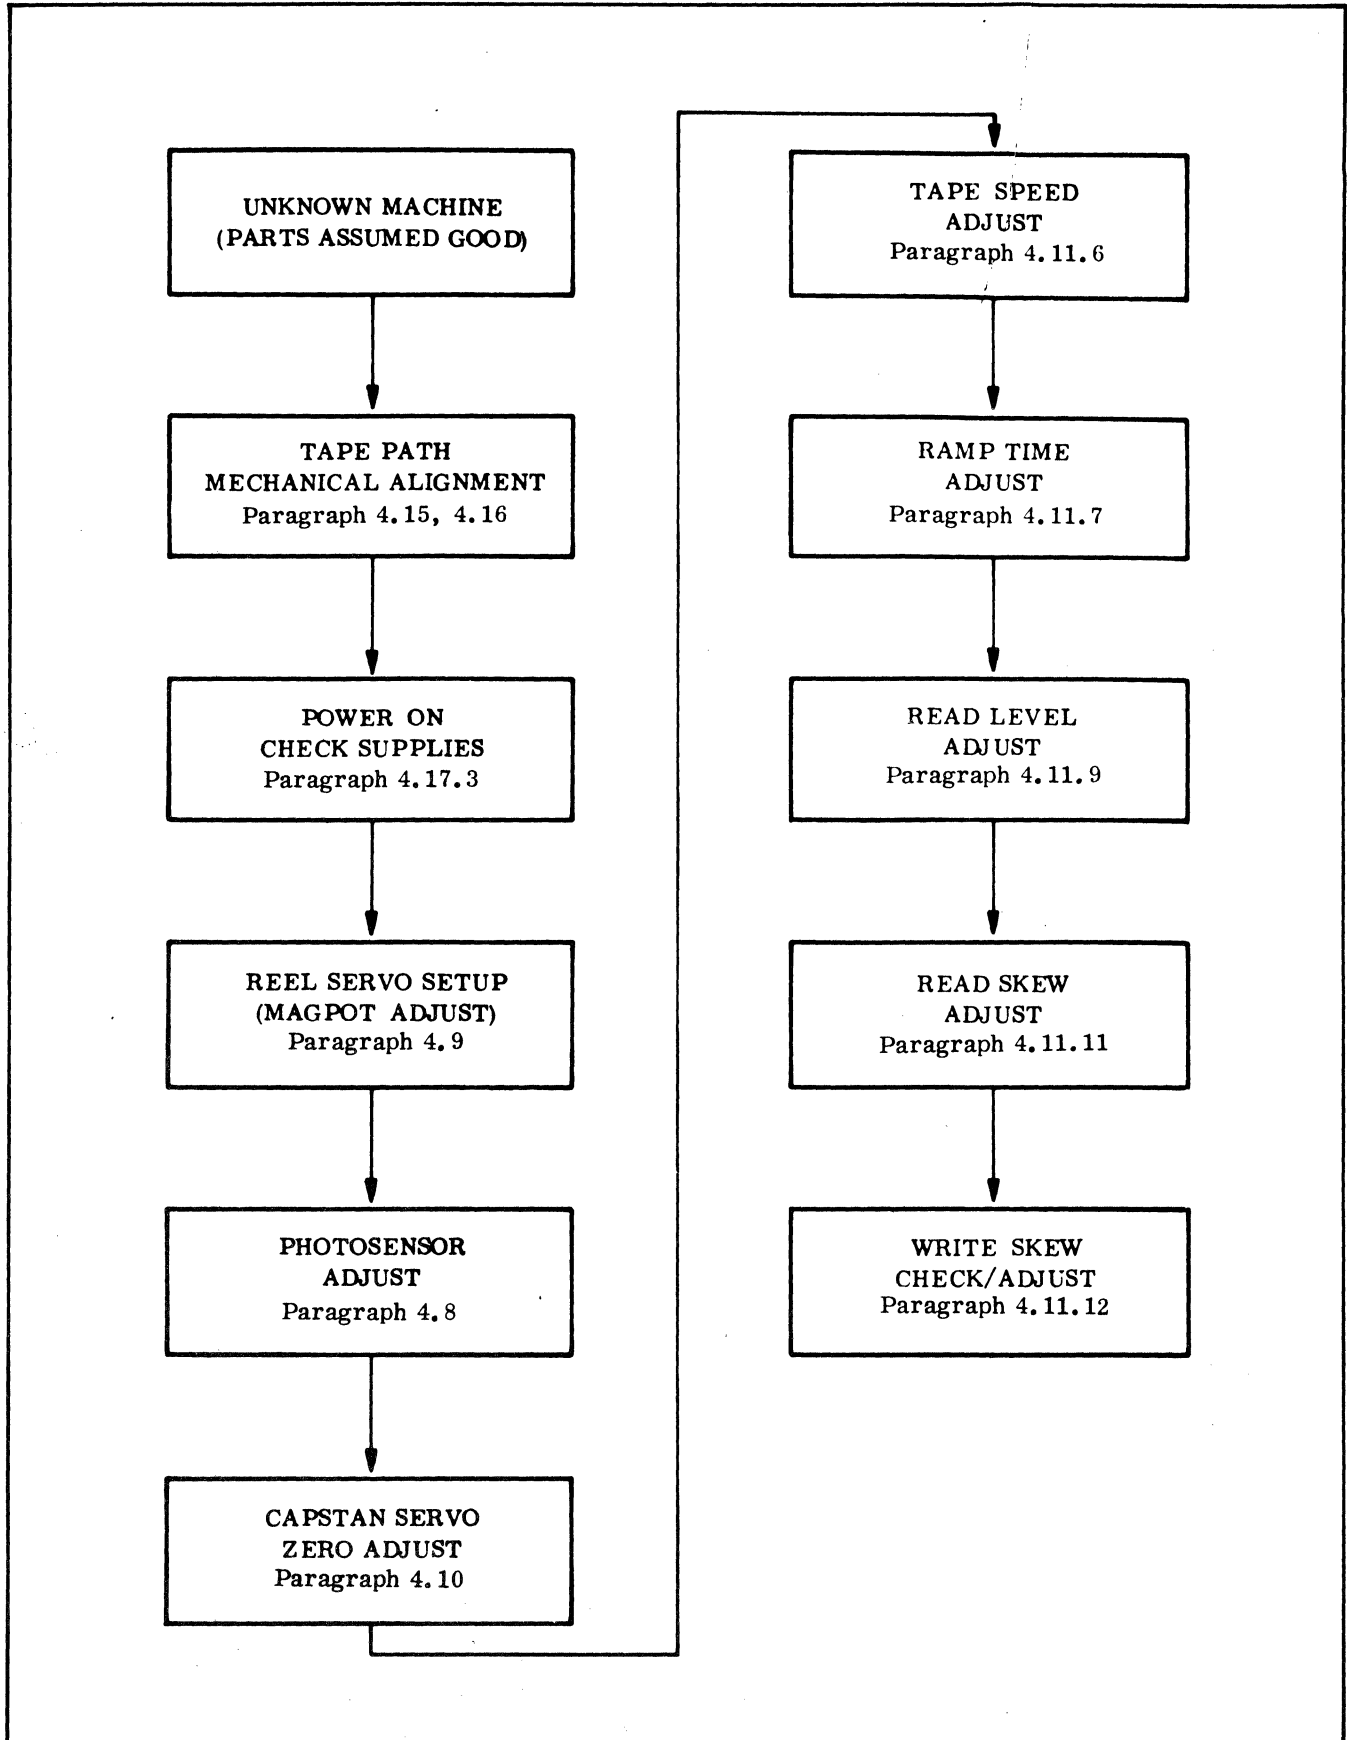 UNKNOWN MACHINE
(PARTS ASSUMED GOOD)
TAPE PATH
MECHANICAL ALIGNMENT
Paragraph 4.15, 4.16
POWER ON
CHECK SUPPLIES
Paragraph 4.17.3
REEL SERVO SETUP
(MAGPOT ADJUST)
Paragraph 4.9
PHOTOSENSOR
ADJUST
Paragraph 4.8
CAPSTAN SERVO
ZERO ADJUST
Paragraph 4.10
TAPE SPEED
ADJUST
Paragraph 4.11.6
RAMP TIME
ADJUST
Paragraph 4.11.7
READ LEVEL
ADJUST
Paragraph 4.11.9
READ SKEW
ADJUST
Paragraph 4.11.11
WRITE SKEW
CHECK/ADJUST
Paragraph 4.11.12